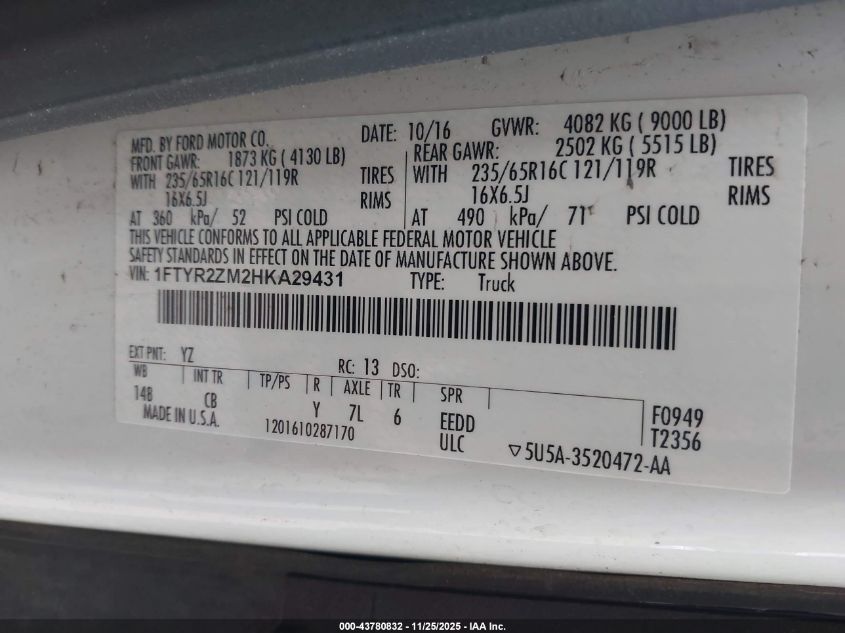 MFD. BY FORD MOTOR CO. DATE: 10/16 GVWR: 4082 KG ( 9000 LB)
FRONT GAWR: 1873 KG ( 4130 LB) REAR GAWR: 2502 KG ( 5515 LB)
WITH 235/65R16C 121/119R TIRES WITH 235/65R16C 121/119R TIRES
16X6.5J RIMS 16X6.5J RIMS
AT 360 kPa/ 52 PSI COLD AT 490 kPa/ 71 PSI COLD
THIS VEHICLE CONFORMS TO ALL APPLICABLE FEDERAL MOTOR VEHICLE
SAFETY STANDARDS IN EFFECT ON THE DATE OF MANUFACTURE SHOWN ABOVE.
VIN: 1FTYR2ZM2HKA29431 TYPE: Truck
EXT PNT: YZ RC: 13 DSO:
WB INT TR TP/PS R AXLE TR SPR
148 CB Y 7L 6 EEDD F0949
MADE IN U.S.A. 1201610287170 ULC T2356
▽5U5A-3520472-AA
000-43780832 - 11/25/2025 - IAA Inc.